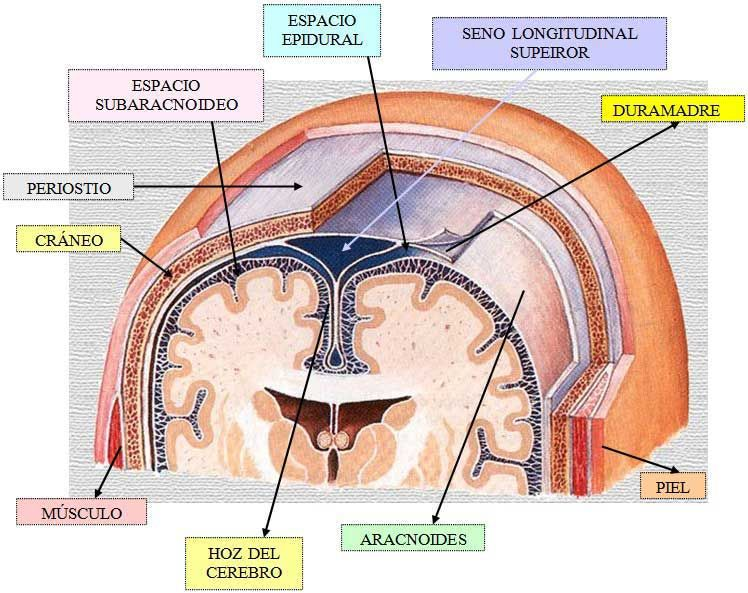 ESPACIO
EPIDURAL
SENO LONGITUDINAL
SUPEIROR
ESPACIO
SUBARACNOIDEO
DURAMADRE
PERIOSTIO
CRÁNEO
PIEL
MÚSCULO
ARACNOIDES
HOZ DEL
CEREBRO